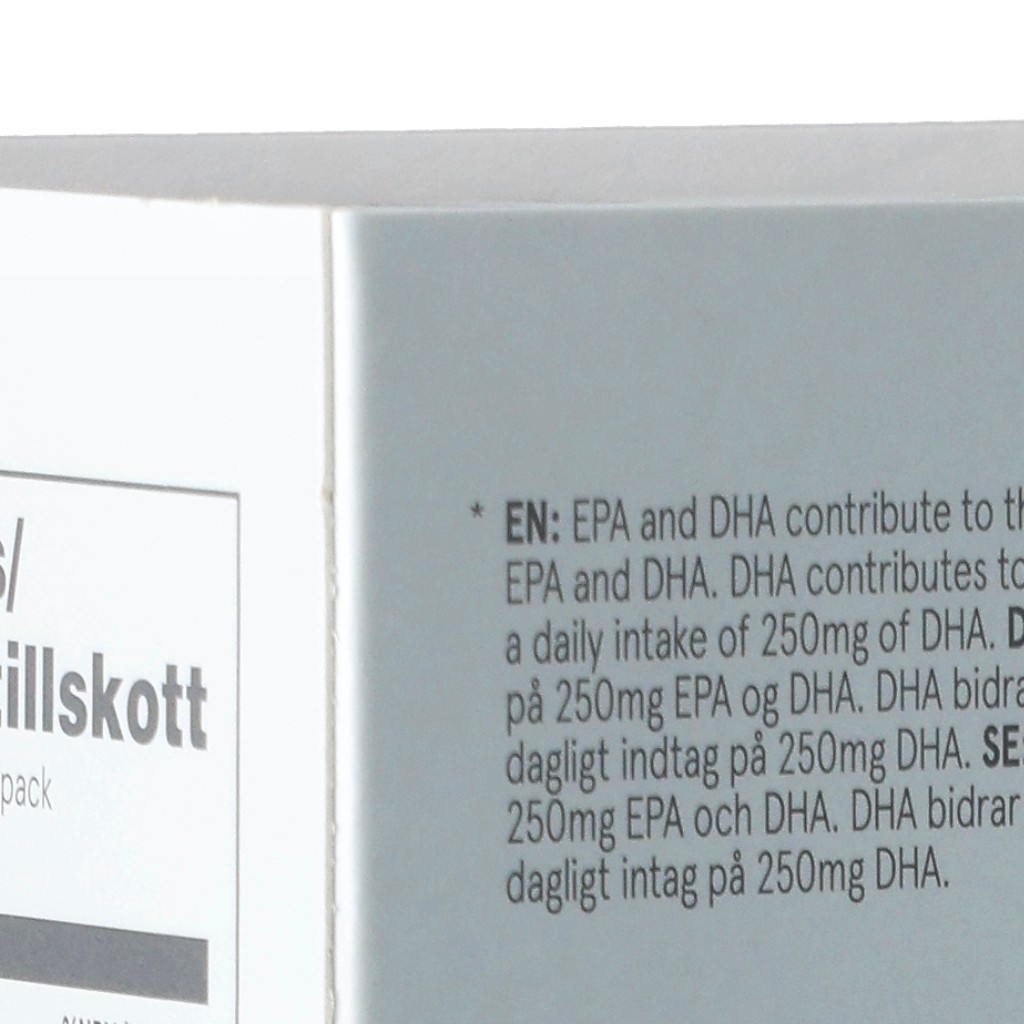 s/
tillskott
pack
* EN: EPA and DHA contribute to th
EPA and DHA. DHA contributes to
a daily intake of 250mg of DHA. D
på 250mg EPA og DHA. DHA bidra
dagligt indtag på 250mg DHA. SE:
250mg EPA och DHA. DHA bidrar
dagligt intag på 250mg DHA.